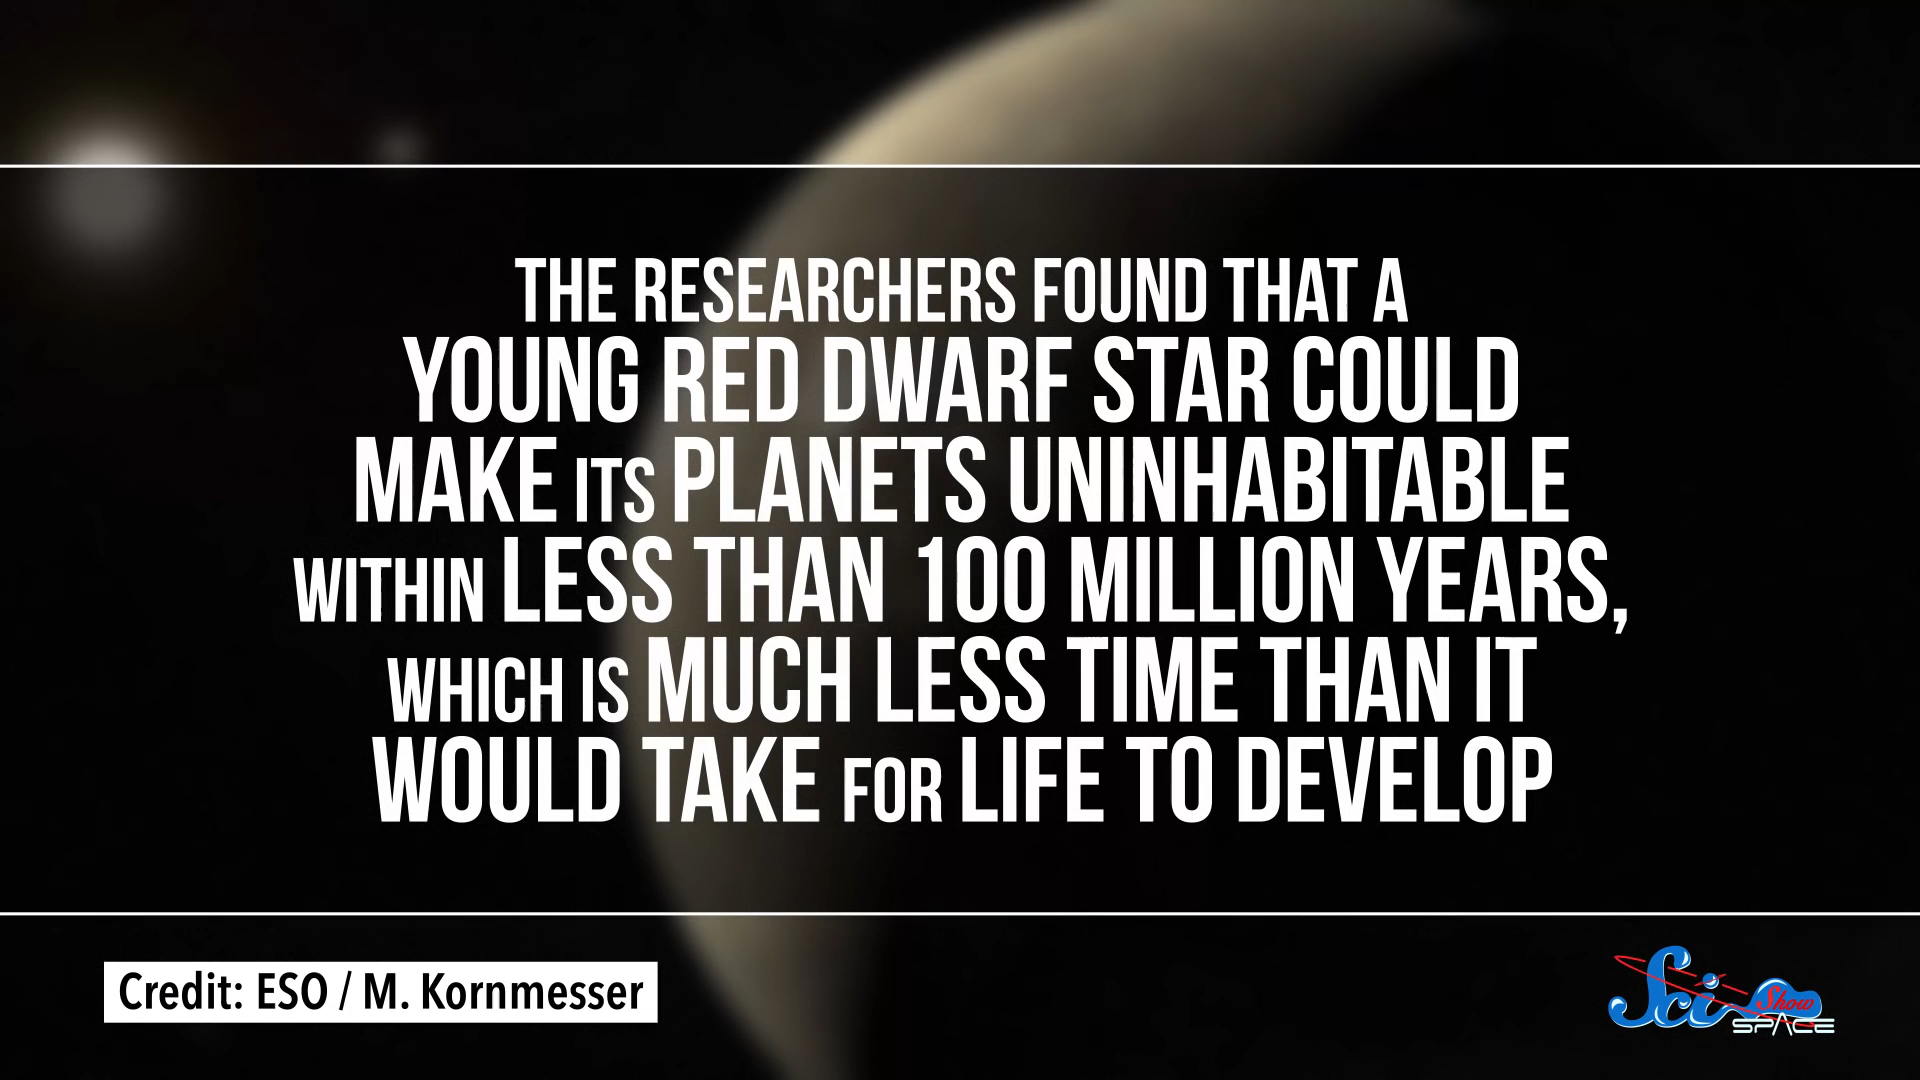 THE RESEARCHERS FOUND THAT A
YOUNG RED DWARF STAR COULD
MAKE ITS PLANETS UNINHABITABLE
WITHIN LESS THAN 100 MILLION YEARS,
WHICH IS MUCH LESS TIME THAN IT
WOULD TAKE FOR LIFE TO DEVELOP
Credit: ESO / M. Kornmesser
Sci Show
SPACE